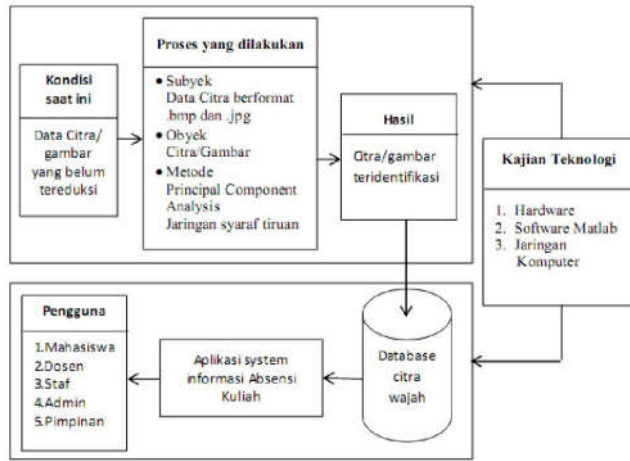 Kondisi
saat ini
Data Citra/
gambar
yang belum
tereduksi
Proses yang dilakukan
• Subyek
Data Citra berformat
.bmp dan .jpg
• Obyek
Citra/Gambar
• Metode
Principal Component
Analysis
Jaringan syaraf tiruan
Hasil
Citra/gambar
teridentifikasi
Kajian Teknologi
1. Hardware
2. Software Matlab
3. Jaringan
Komputer
Database
citra
wajah
Aplikasi system
informasi Absensi
Kuliah
Pengguna
1.Mahasiswa
2.Dosen
3.Staf
4.Admin
5.Pimpinan